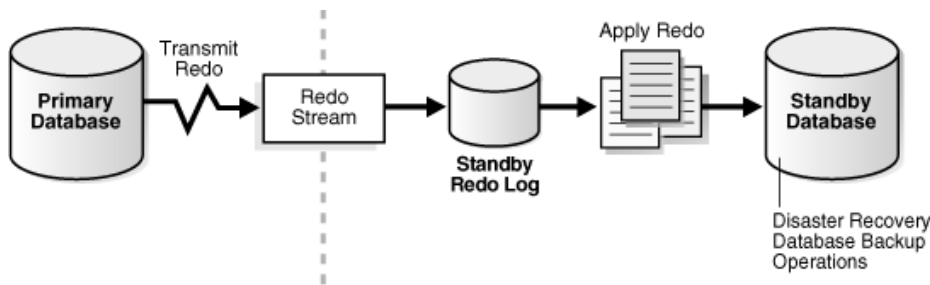 Primary
Database
Transmit
Redo
Redo
Stream
Standby
Redo Log
Apply Redo
Standby
Database
Disaster Recovery
Database Backup
Operations